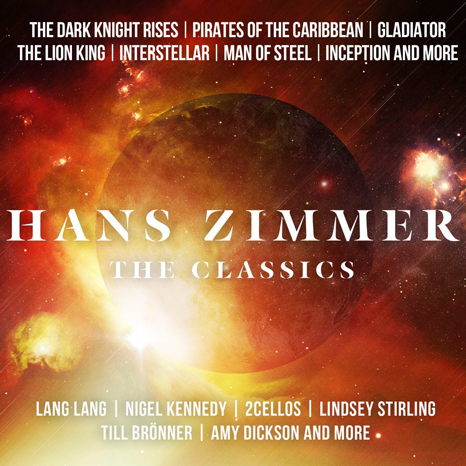 THE DARK KNIGHT RISES | PIRATES OF THE CARIBBEAN | GLADIATOR
THE LION KING | INTERSTELLAR | MAN OF STEEL | INCEPTION AND MORE
HANS ZIMMER
THE CLASSICS
LANG LANG | NIGEL KENNEDY | 2CELLOS | LINDSEY STIRLING
TILL BRÖNNER | AMY DICKSON AND MORE